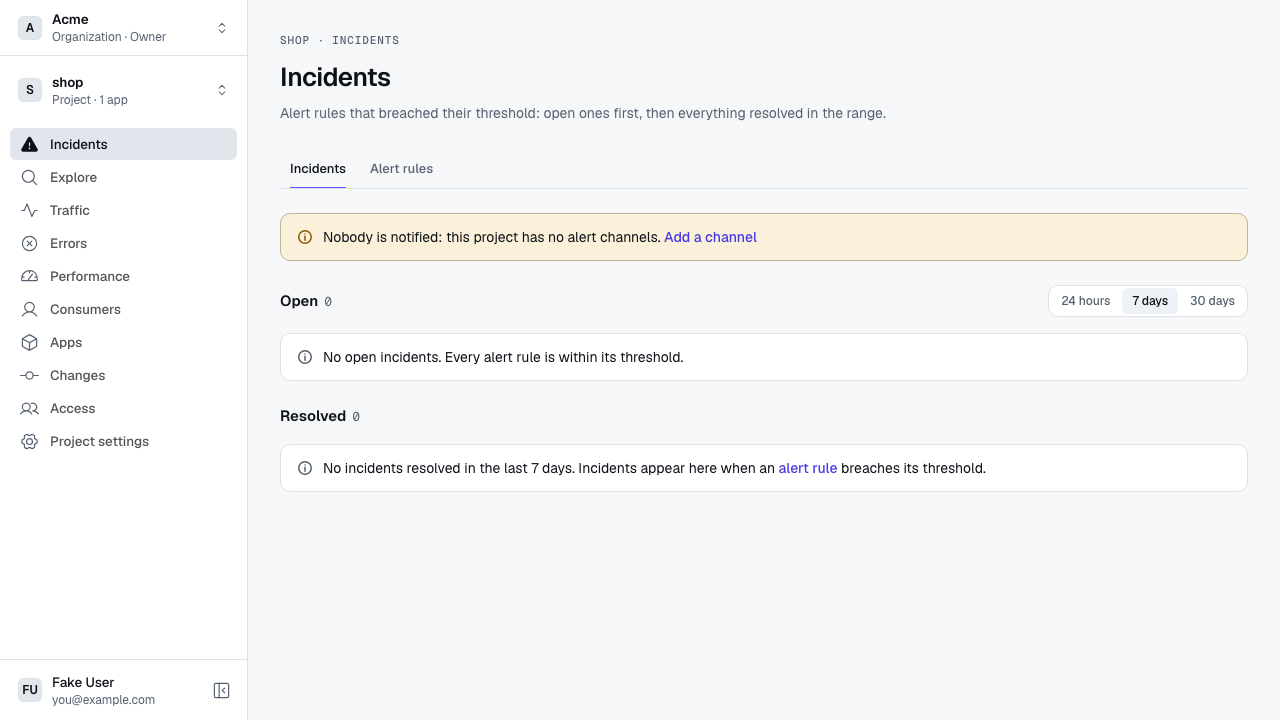 A
Acme
Organization · Owner
S
shop
Project · 1 app
Incidents
Explore
Traffic
Errors
Performance
Consumers
Apps
Changes
Access
Project settings
FU
Fake User
you@example.com
SHOP · INCIDENTS
Incidents
Alert rules that breached their threshold: open ones first, then everything resolved in the range.
Incidents
Alert rules
Nobody is notified: this project has no alert channels. Add a channel
Open 0
24 hours
7 days
30 days
No open incidents. Every alert rule is within its threshold.
Resolved 0
No incidents resolved in the last 7 days. Incidents appear here when an alert rule breaches its threshold.